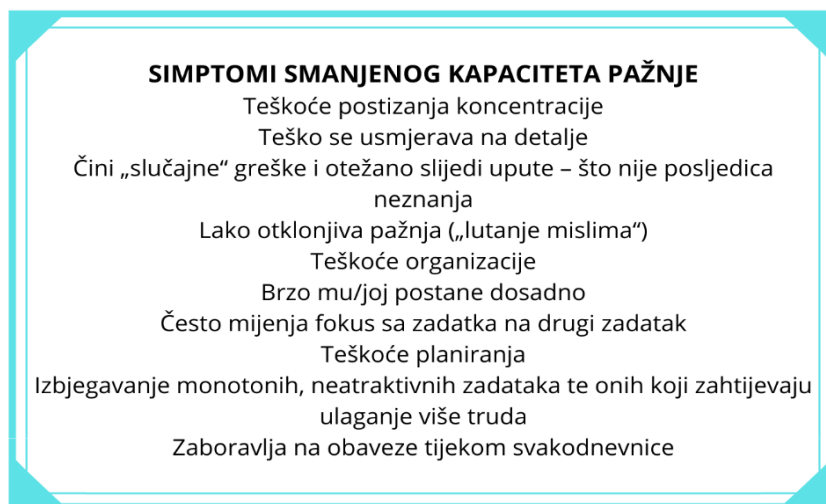 SIMPTOMI SMANJENOG KAPACITETA PAŽNJE
Teškoće postizanja koncentracije
Teško se usmjerava na detalje
Čini „slučajne“ greške i otežano slijedi upute – što nije posljedica
neznanja
Lako otklonjiva pažnja („lutanje mislima“)
Teškoće organizacije
Brzo mu/joj postane dosadno
Često mijenja fokus sa zadatka na drugi zadatak
Teškoće planiranja
Izbjegavanje monotonih, neatraktivnih zadataka te onih koji zahtijevaju
ulaganje više truda
Zaboravlja na obaveze tijekom svakodnevnice